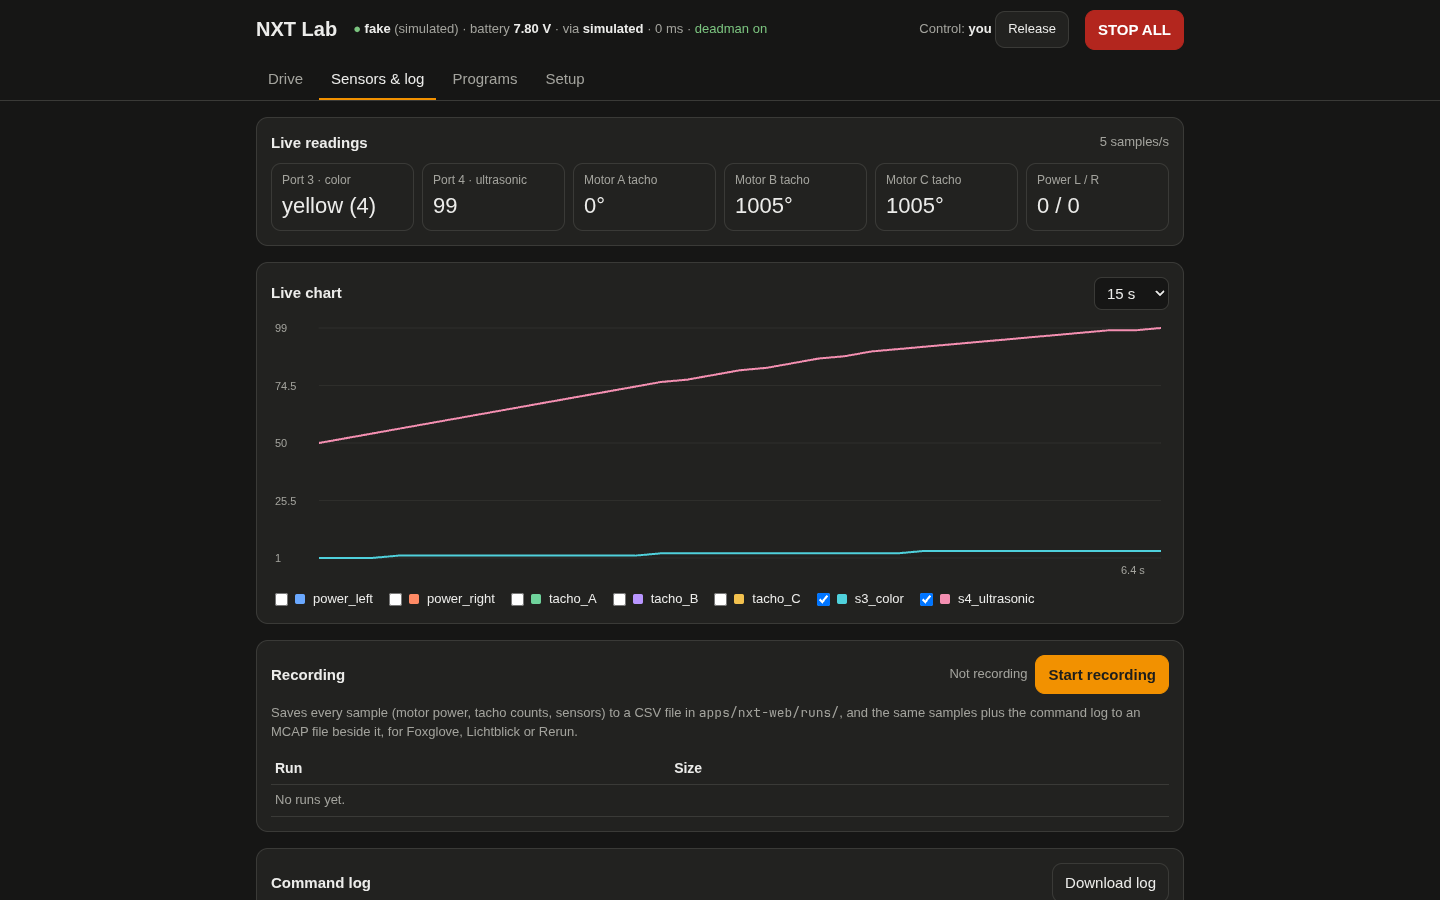 NXT Lab
● fake (simulated) · battery 7.80 V · via simulated · 0 ms · deadman on
Control: you Release
STOP ALL
Drive
Sensors & log
Programs
Setup
Live readings
5 samples/s
Port 3 · color
yellow (4)
Port 4 · ultrasonic
99
Motor A tacho
0°
Motor B tacho
1005°
Motor C tacho
1005°
Power L / R
0 / 0
Live chart
15 s
99
74.5
50
25.5
1
6.4 s
power_left
power_right
tacho_A
tacho_B
tacho_C
s3_color
s4_ultrasonic
Recording
Not recording
Start recording
Saves every sample (motor power, tacho counts, sensors) to a CSV file in apps/nxt-web/runs/, and the same samples plus the command log to an
MCAP file beside it, for Foxglove, Lichtblick or Rerun.
Run
Size
No runs yet.
Command log
Download log